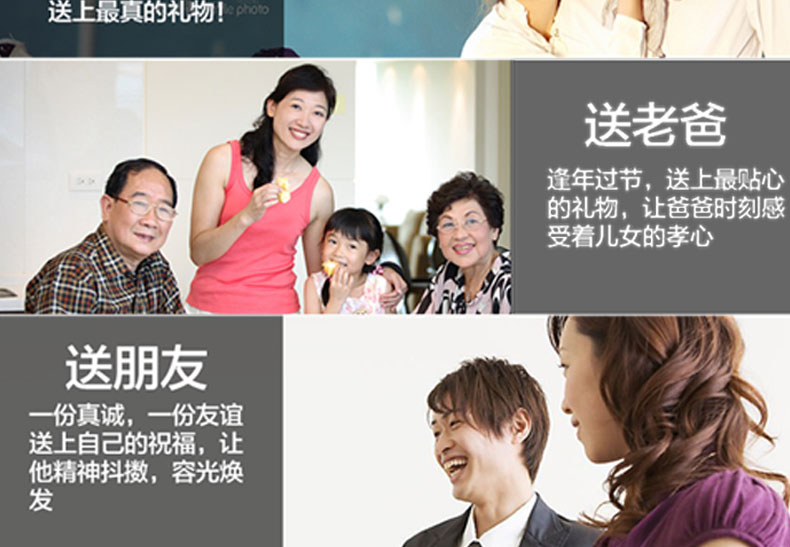 送上最真的礼物!
le photo
送老爸
逢年过节，送上最贴心
的礼物，让爸爸时刻感
受着儿女的孝心
送朋友
一份真诚，一份友谊
送上自己的祝福，让
他精神抖擞，容光焕
发